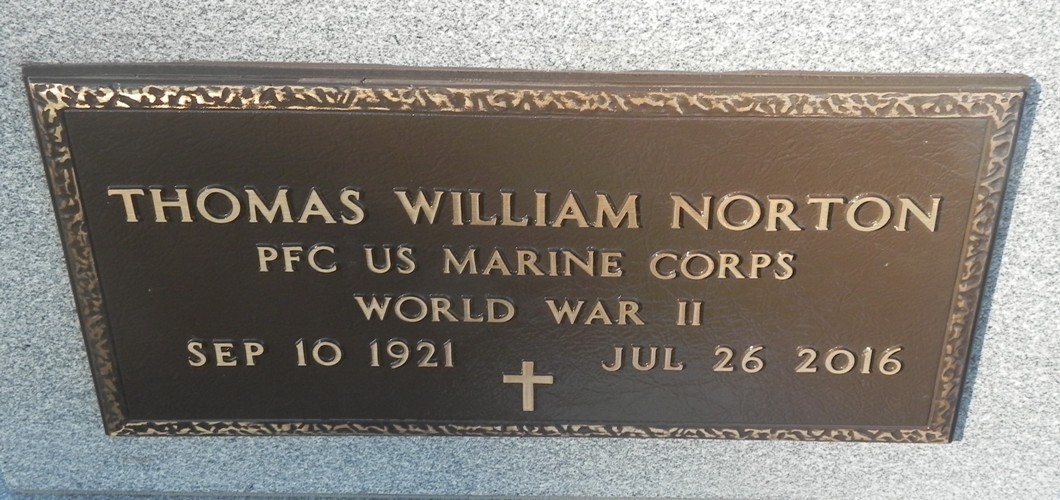 THOMAS WILLIAM NORTON
PFC US MARINE CORPS
WORLD WAR II
SEP 10 1921 JUL 26 2016